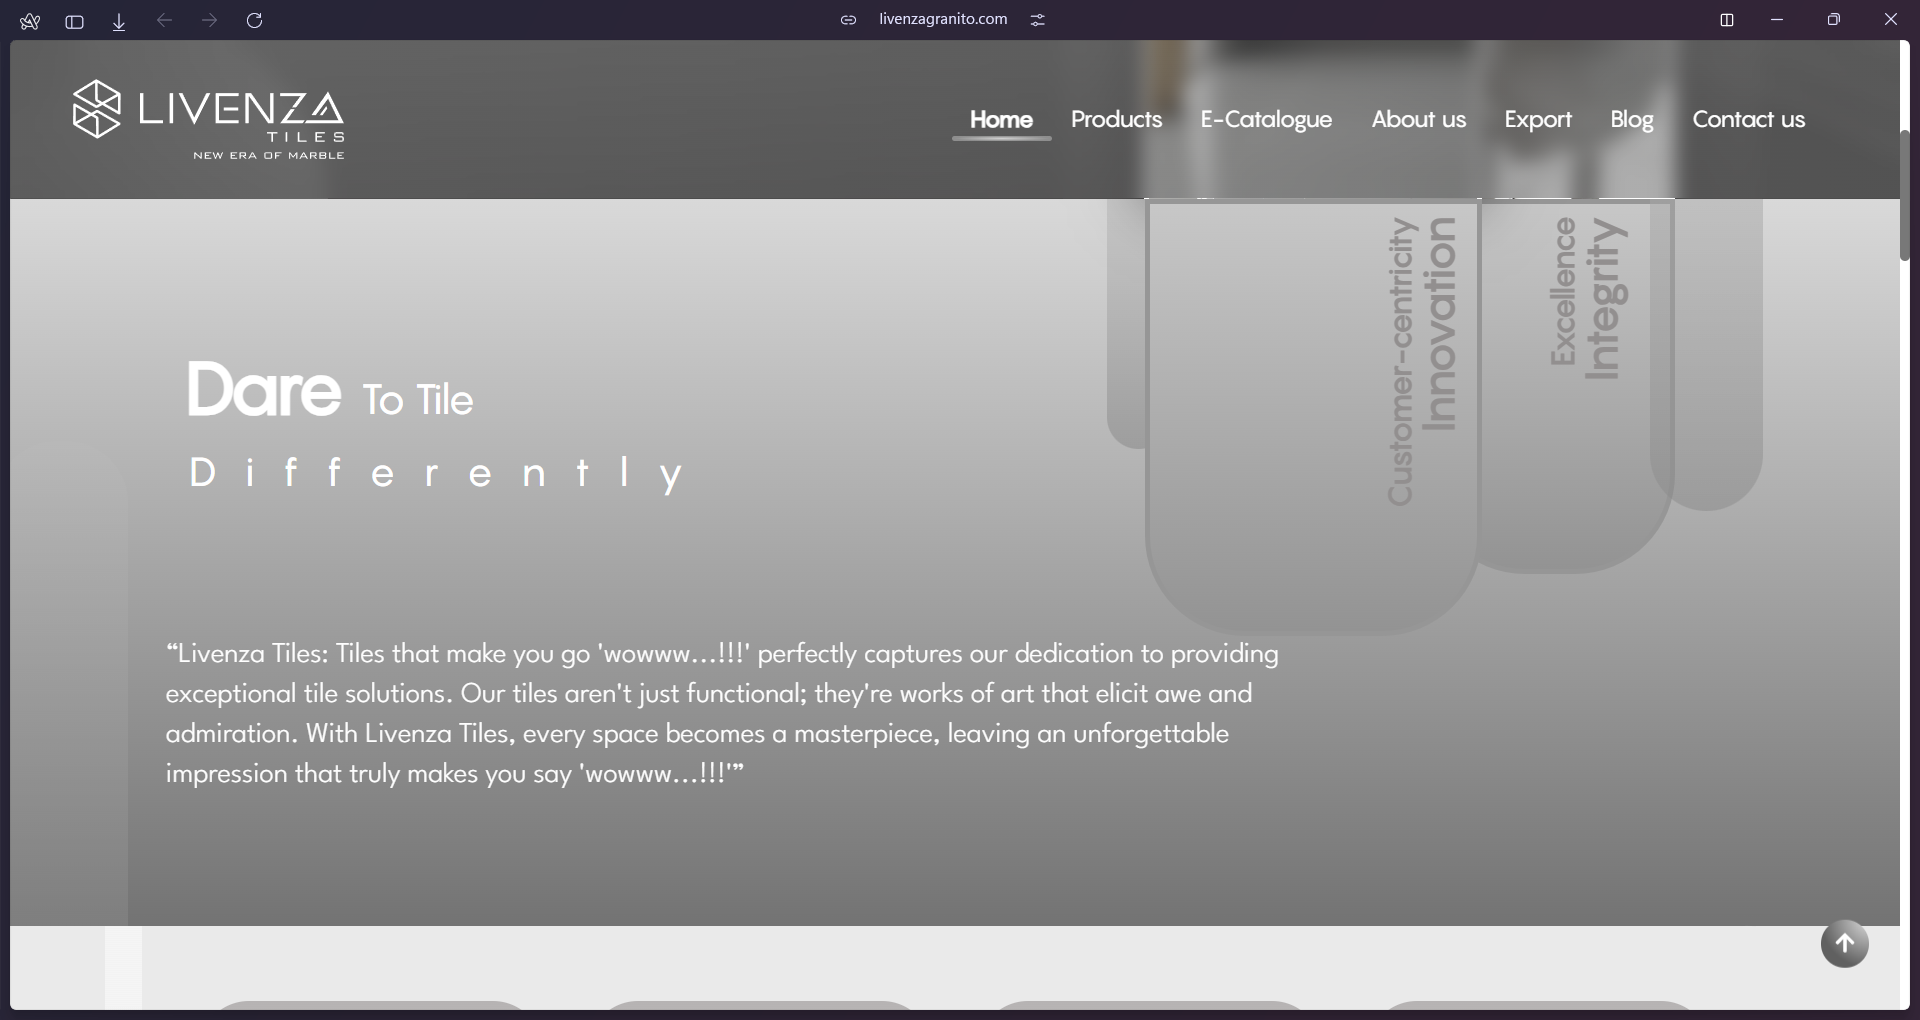 livenzagranito.com
LIVENZA
TILES
NEW ERA OF MARBLE
Home Products E-Catalogue About us Export Blog Contact us
Customer-centricity
Innovation
Excellence
Integrity
Dare To Tile
Differently
“Livenza Tiles: Tiles that make you go 'wowww...!!!' perfectly captures our dedication to providing
exceptional tile solutions. Our tiles aren't just functional; they're works of art that elicit awe and
admiration. With Livenza Tiles, every space becomes a masterpiece, leaving an unforgettable
impression that truly makes you say 'wowww...!!!'”